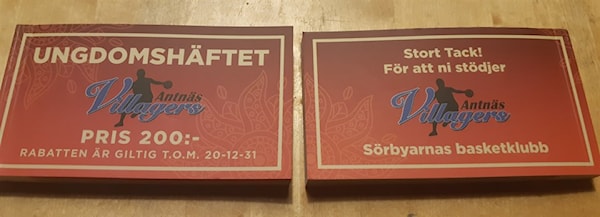 UNGDOMSHÄFTET
Antnäs
Villagers
PRIS 200:-
RABATTEN ÄR GILTIG T.O.M. 20-12-31
Stort Tack!
För att ni stödjer
Antnäs
Villagers
Sörbyarnas basketklubb